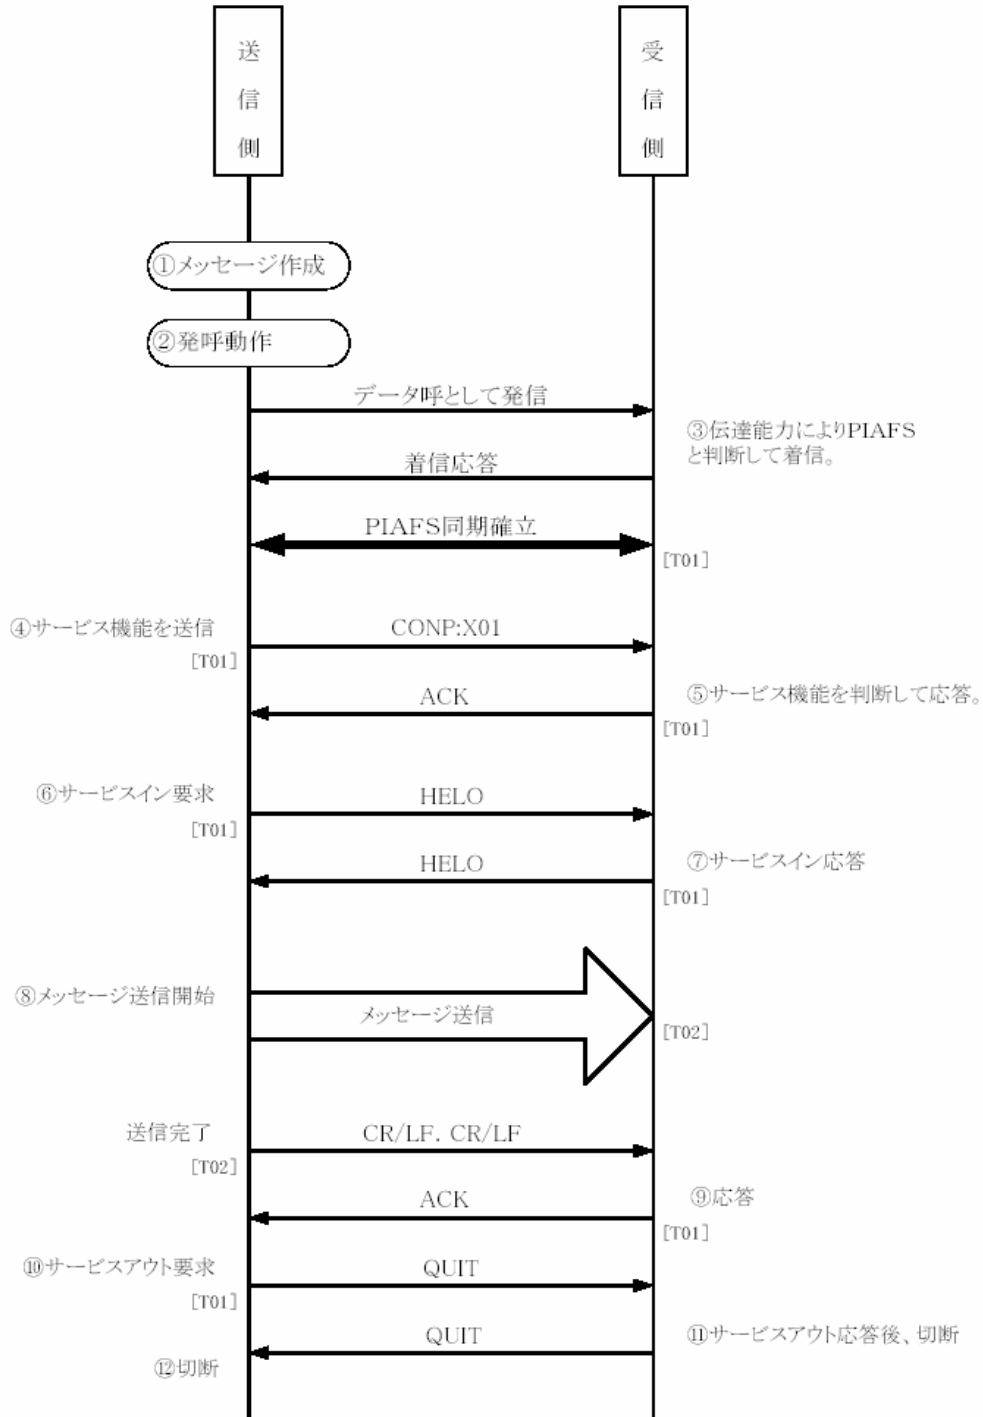 送信側
受信側
①メッセージ作成
②発呼動作
データ呼として発信
③伝達能力によりPIAFS
と判断して着信。
着信応答
PIAFS同期確立
[T01]
④サービス機能を送信
CONP:X01
[T01]
ACK
⑤サービス機能を判断して応答。
[T01]
⑥サービスイン要求
HELO
[T01]
HELO
⑦サービスイン応答
[T01]
⑧メッセージ送信開始
メッセージ送信
[T02]
送信完了
CR/LF. CR/LF
[T02]
ACK
⑨応答
[T01]
⑩サービスアウト要求
QUIT
[T01]
QUIT
⑪サービスアウト応答後、切断
⑫切断